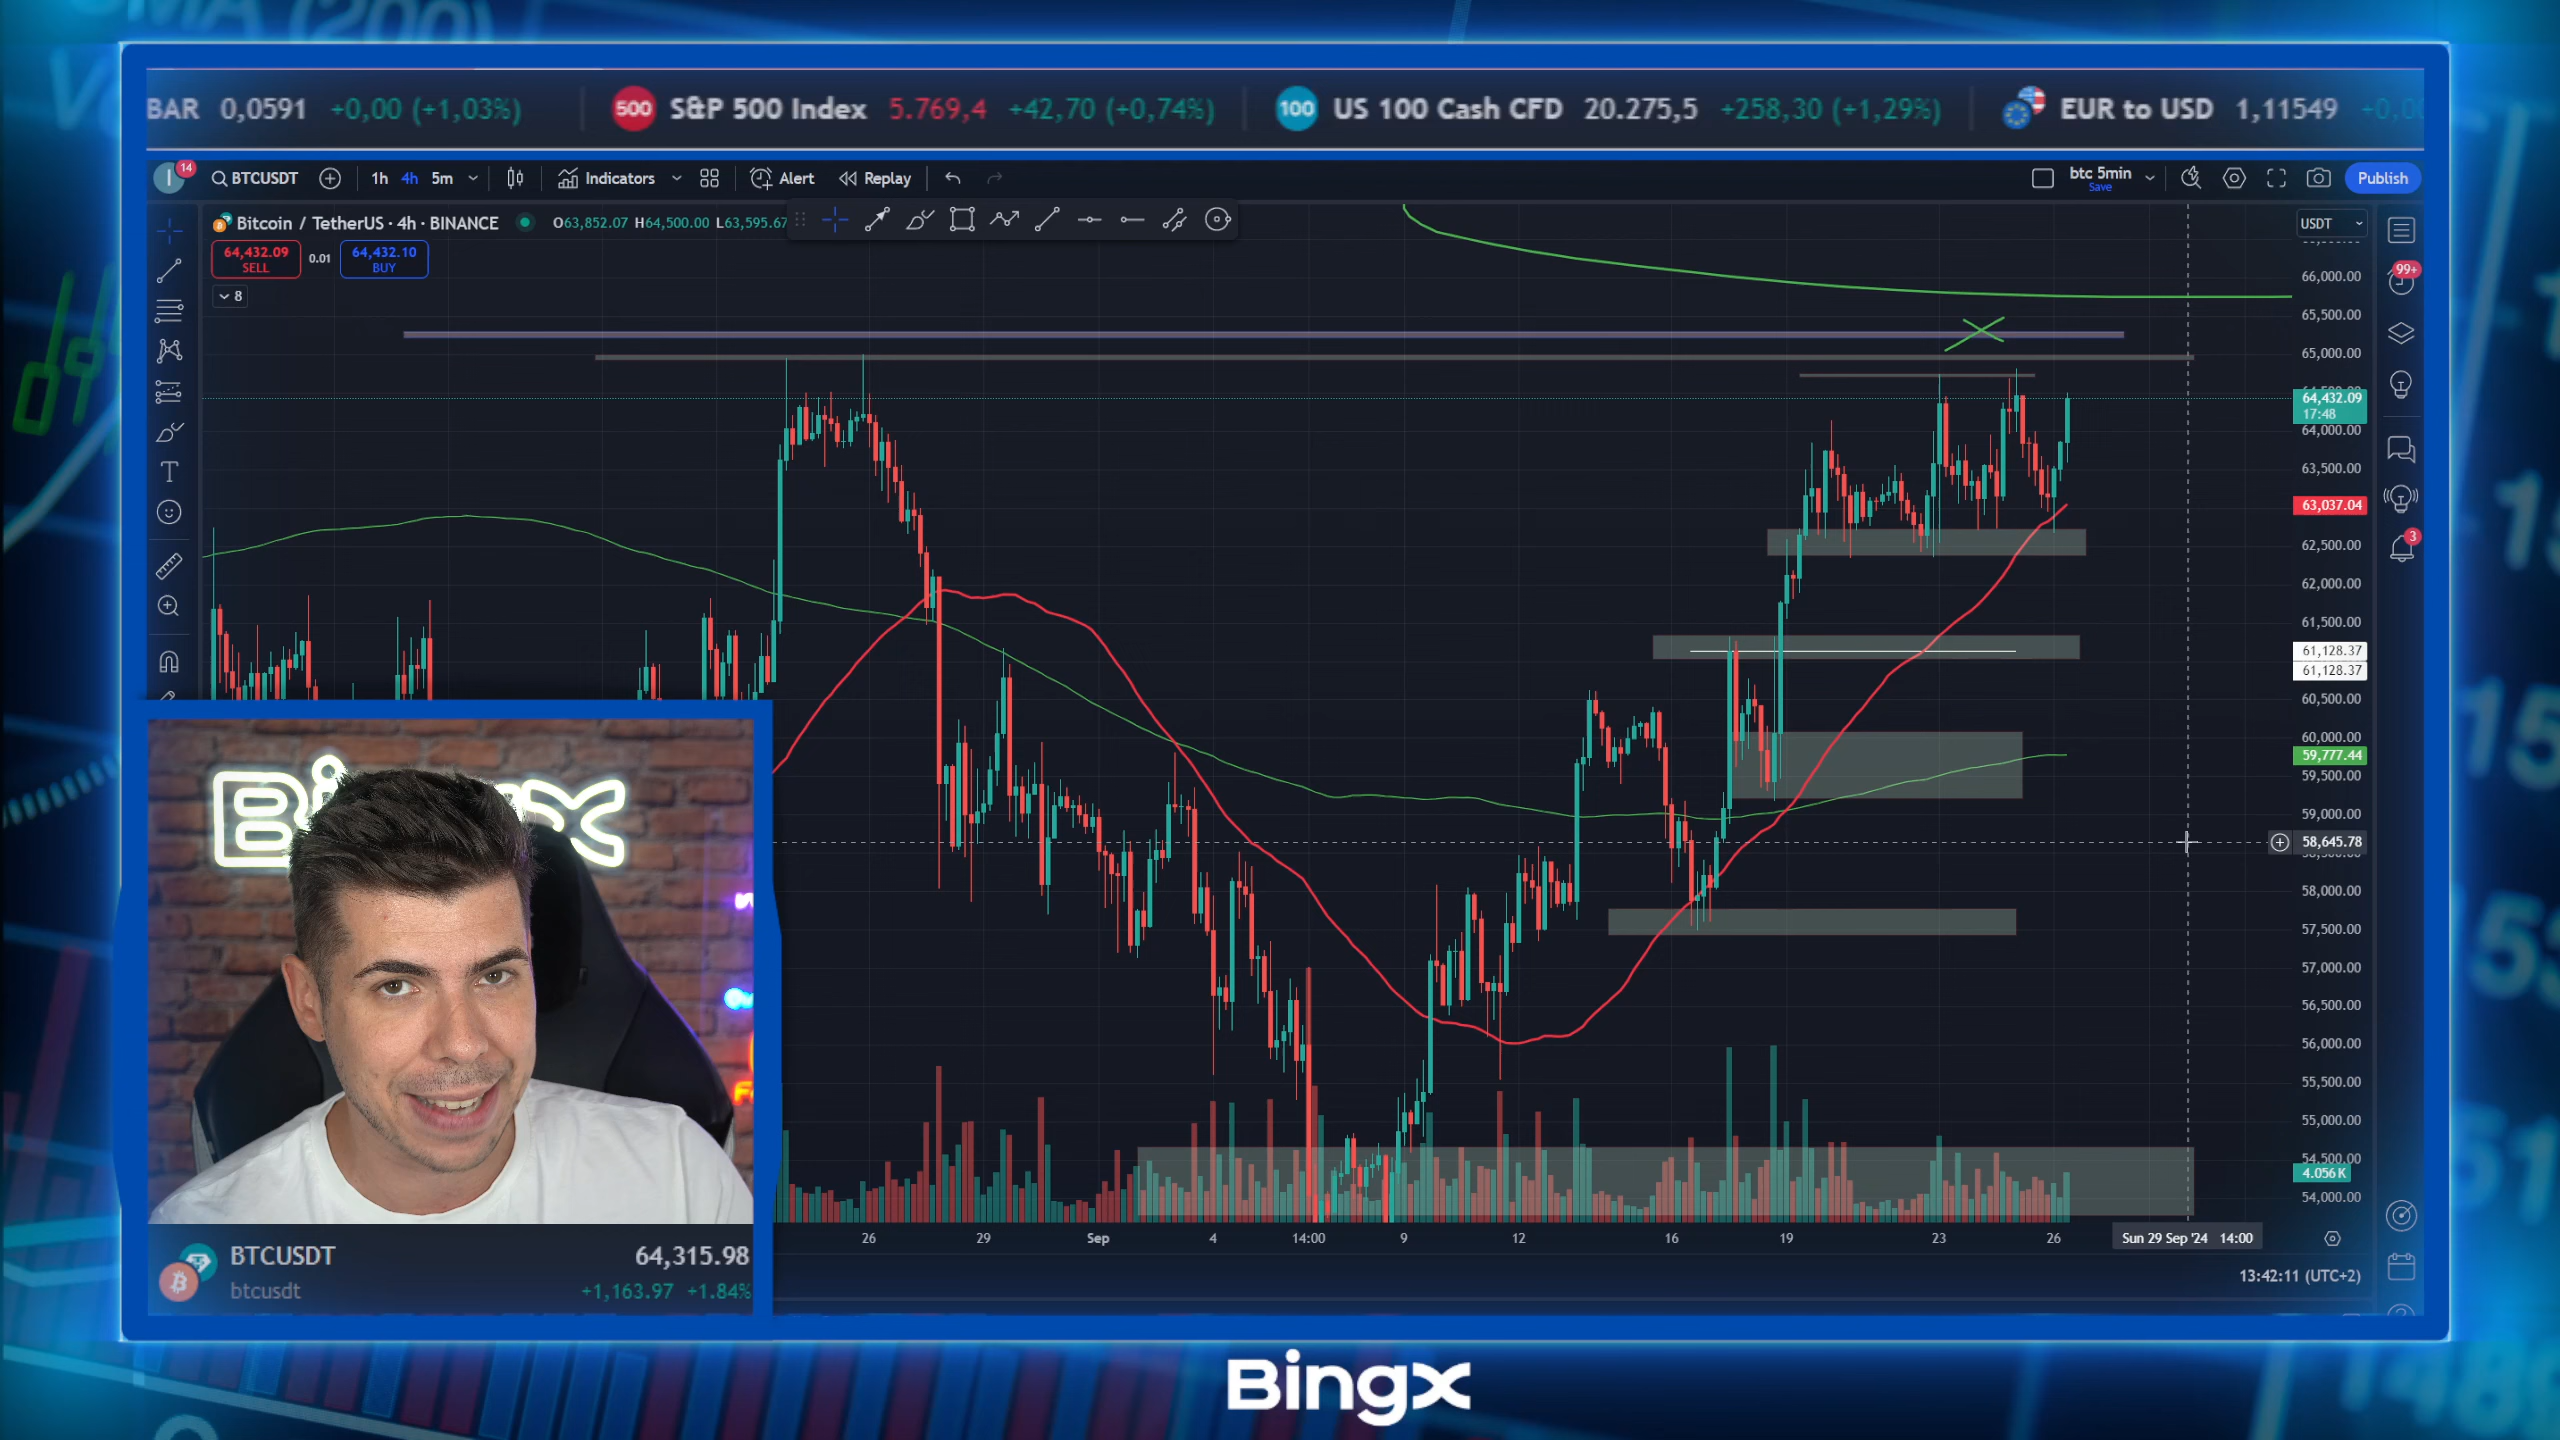 SMA (200)
BAR 0,0591 +0,00 (+1,03%) 500 S&P 500 Index 5.769,4 +42,70 (+0,74%) 100 US 100 Cash CFD 20.275,5 +258,30 (+1,29%) EUR to USD 1,11549
I 14 BTCUSDT 1h 4h 5m Indicators Alert Replay btc 5min Save Publish
Bitcoin / TetherUS · 4h · BINANCE O63,852.07 H64,500.00 L63,595.67 USDT
64,432.09 SELL 0.01 64,432.10 BUY
8
99+
3
66,000.00
65,500.00
65,000.00
64,432.09
17:48
64,000.00
63,500.00
63,037.04
62,500.00
62,000.00
61,500.00
61,128.37
61,128.37
60,500.00
60,000.00
59,777.44
59,500.00
59,000.00
58,645.78
58,000.00
57,500.00
57,000.00
56,500.00
56,000.00
55,500.00
55,000.00
54,500.00
4.056K
54,000.00
26 29 Sep 4 14:00 9 12 16 19 23 26 Sun 29 Sep '24 14:00
13:42:11 (UTC+2)
BingX
BTCUSDT 64,315.98
btcusdt +1,163.97 +1.84%
BingX